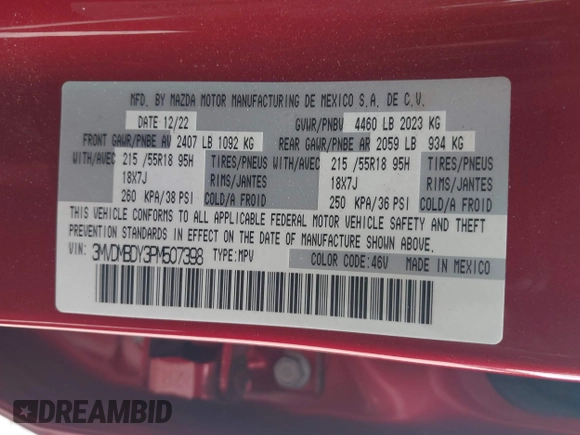 MFD. BY MAZDA MOTOR MANUFACTURING DE MEXICO S.A. DE C.V.
DATE 12/22 GVWR/PNBV 4460 LB 2023 KG
FRONT GAWR/PNBE AV 2407 LB 1092 KG REAR GAWR/PNBE AR 2059 LB 934 KG
WITH/AVEC 215 /55R18 95H TIRES/PNEUS WITH/AVEC 215 /55R18 95H TIRES/PNEUS
18X7J RIMS/JANTES 18X7J RIMS/JANTES
260 KPA/38 PSI COLD/A FROID 250 KPA/36 PSI COLD/A FROID
THIS VEHICLE CONFORMS TO ALL APPLICABLE FEDERAL MOTOR VEHICLE SAFETY AND THEFT
PREVENTION STANDARDS IN EFFECT ON THE DATE OF MANUFACTURE SHOWN ABOVE.
VIN: 3MVDMBDY3PM507398 TYPE:MPV COLOR CODE:46V MADE IN MEXICO
DREAMBID